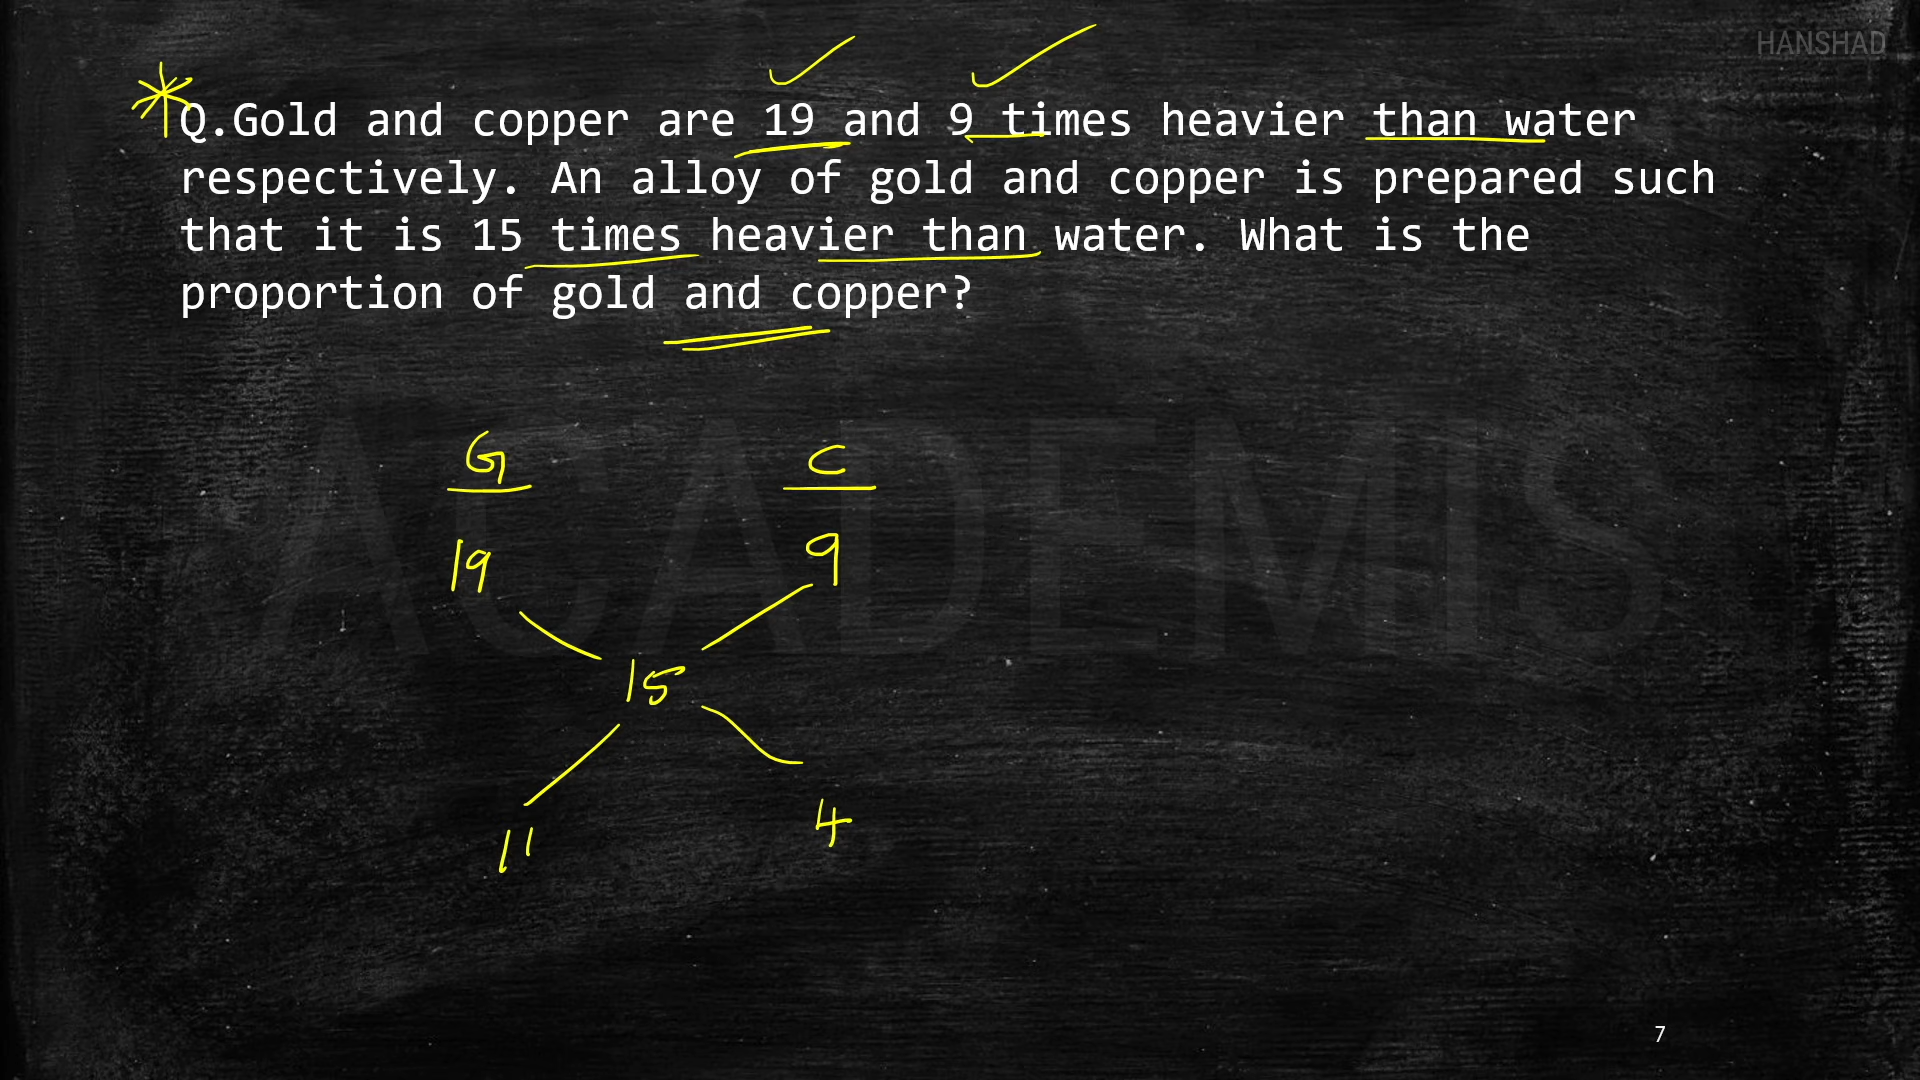 HANSHAD
Q.Gold and copper are 19 and 9 times heavier than water
respectively. An alloy of gold and copper is prepared such
that it is 15 times heavier than water. What is the
proportion of gold and copper?
ACADEMIS
G C
19 9
15
11 4
7